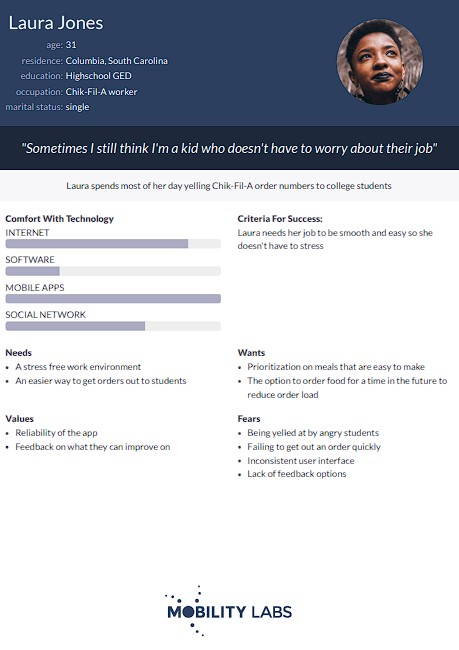 Laura Jones
age: 31
residence: Columbia, South Carolina
education: Highschool GED
occupation: Chik-Fil-A worker
marital status: single
"Sometimes I still think I'm a kid who doesn't have to worry about their job"
Laura spends most of her day yelling Chik-Fil-A order numbers to college students
Comfort With Technology
INTERNET
SOFTWARE
MOBILE APPS
SOCIAL NETWORK
Criteria For Success:
Laura needs her job to be smooth and easy so she
doesn't have to stress
Needs
• A stress free work environment
• An easier way to get orders out to students
Wants
• Prioritization on meals that are easy to make
• The option to order food for a time in the future to
reduce order load
Values
• Reliability of the app
• Feedback on what they can improve on
Fears
• Being yelled at by angry students
• Failing to get out an order quickly
• Inconsistent user interface
• Lack of feedback options
MOBILITY LABS